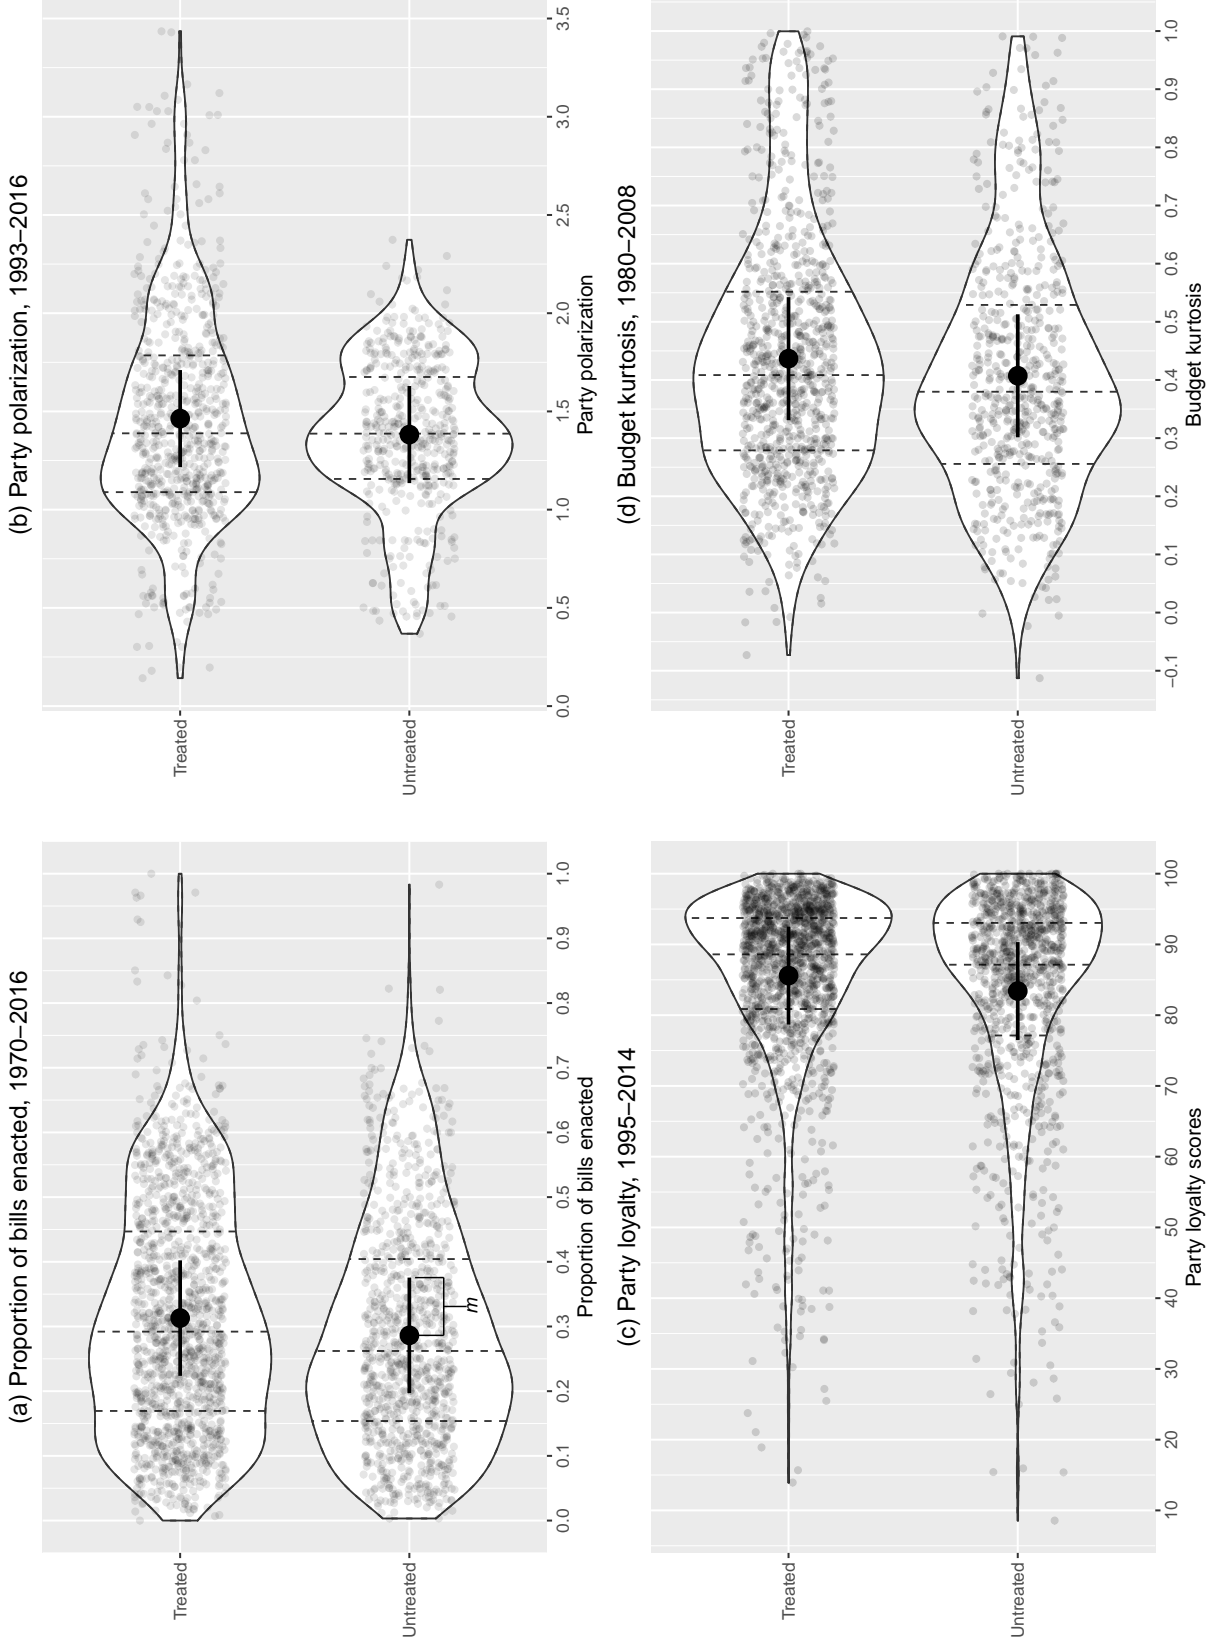 (a) Proportion of bills enacted, 1970–2016
Treated
Untreated
m
0.0 0.1 0.2 0.3 0.4 0.5 0.6 0.7 0.8 0.9 1.0
Proportion of bills enacted
(b) Party polarization, 1993–2016
Treated
Untreated
0.0 0.5 1.0 1.5 2.0 2.5 3.0 3.5
Party polarization
(c) Party loyalty, 1995–2014
Treated
Untreated
10 20 30 40 50 60 70 80 90 100
Party loyalty scores
(d) Budget kurtosis, 1980–2008
Treated
Untreated
−0.1 0.0 0.1 0.2 0.3 0.4 0.5 0.6 0.7 0.8 0.9 1.0
Budget kurtosis